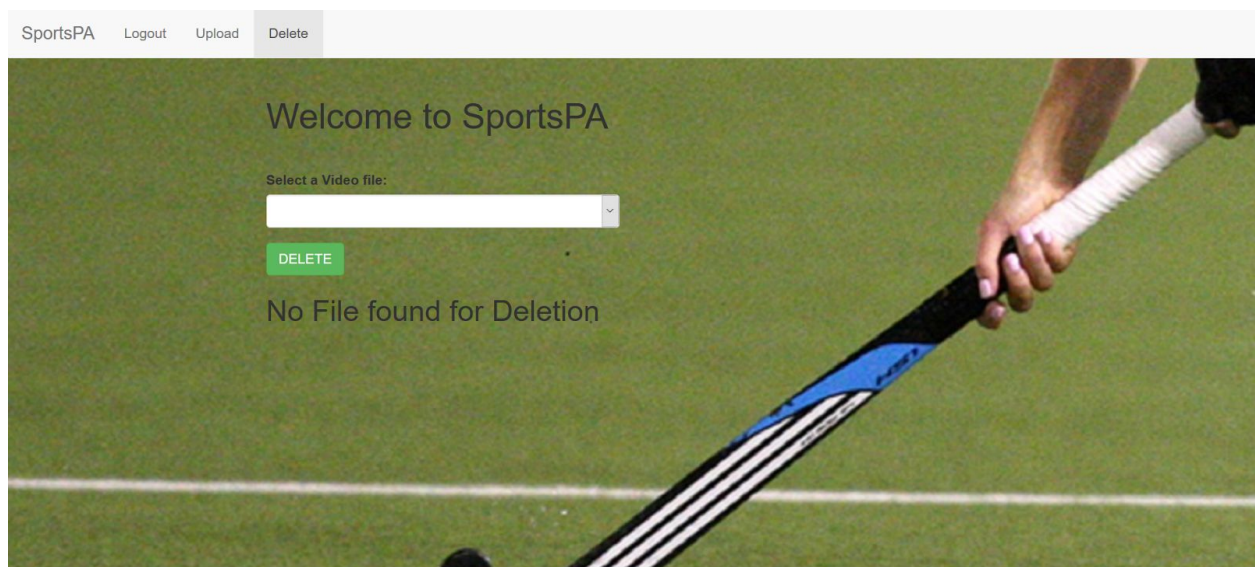 SportsPA Logout Upload Delete
Welcome to SportsPA
Select a Video file:
DELETE
No File found for Deletion